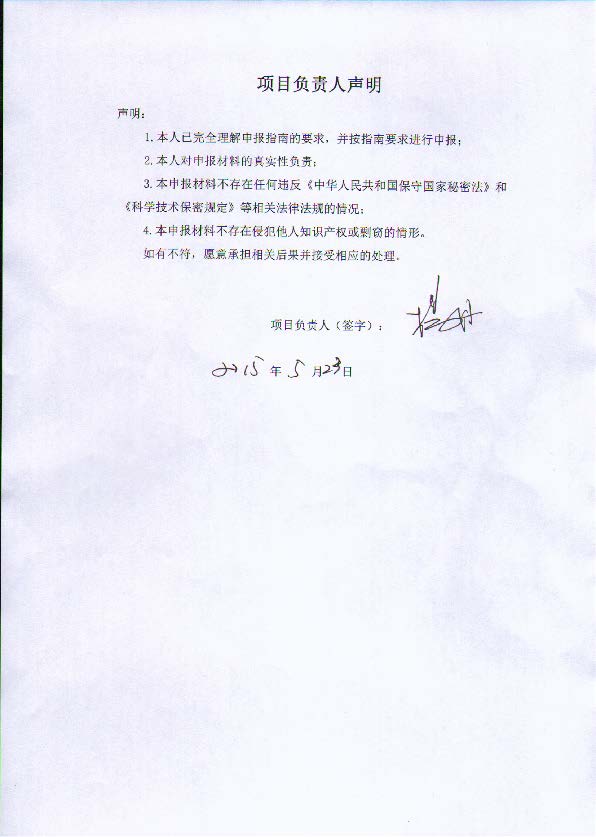 项目负责人声明
声明：
1.本人已完全理解申报指南的要求，并按指南要求进行申报；
2.本人对申报材料的真实性负责；
3.本申报材料不存在任何违反《中华人民共和国保守国家秘密法》和
《科学技术保密规定》等相关法律法规的情况；
4.本申报材料不存在侵犯他人知识产权或剽窃的情形。
如有不符，愿意承担相关后果并接受相应的处理。
项目负责人（签字）：
2015年5月23日